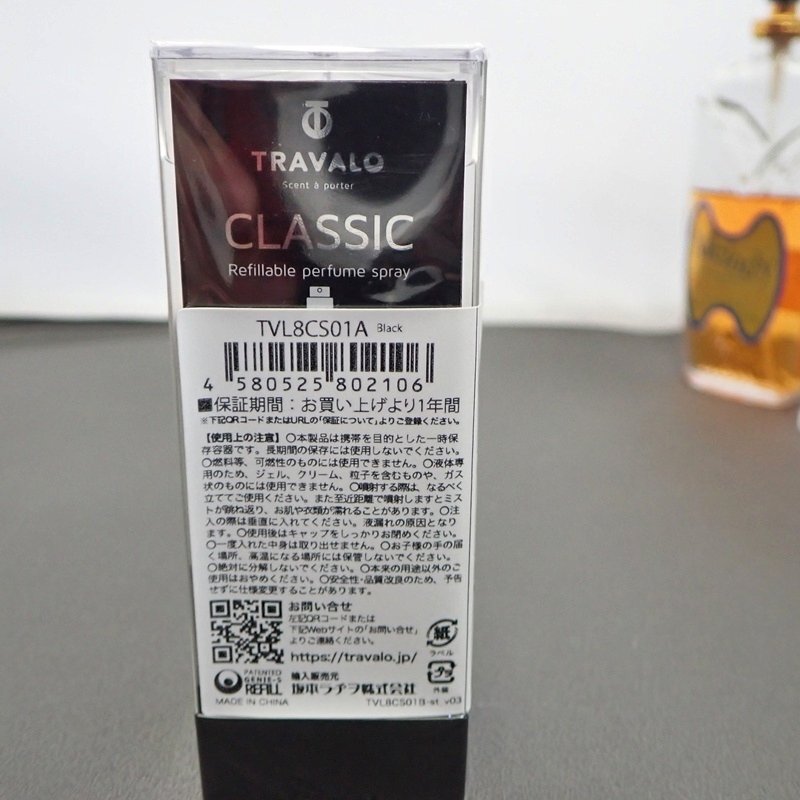 TRAVALO
Scent à porter
CLASSIC
Refillable perfume spray
TVL8CS01A Black
4 580525 802106
保証期間：お買い上げより1年間
※下記QRコードまたはURLの「保証について」よりご登録ください。
【使用上の注意】○本製品は携帯を目的とした一時保
存容器です。長期間の保存には使用しないでください。
○燃料等、可燃性のものには使用できません。○液体専
用のため、ジェル、クリーム、粒子を含むものや、ガス
状のものには使用できません。○噴射する際は、なるべく
立ててご使用ください。また至近距離で噴射しますとミス
トが跳ね返り、お肌や衣類が濡れることがあります。○注
入の際は垂直に入れてください。液漏れの原因となり
ます。○使用後はキャップをしっかりお閉めください。
○一度入れた中身は取り出せません。○お子様の手の届
く場所、高温になる場所には保管しないでください。
○絶対に分解しないでください。○本来の用途以外のご
使用はおやめください。○安全性・品質改良のため、予告
せずに仕様変更することがあります。
お問い合せ
左記QRコードまたは
下記Webサイトの「お問い合せ」
よりご連絡ください。
https://travalo.jp/
紙
ラベル
PATENTED
GENIE-S
REFILL
輸入販売元
坂本ラヂヲ株式会社
プラ
外装
MADE IN CHINA
TVL8CS01B-st_v03